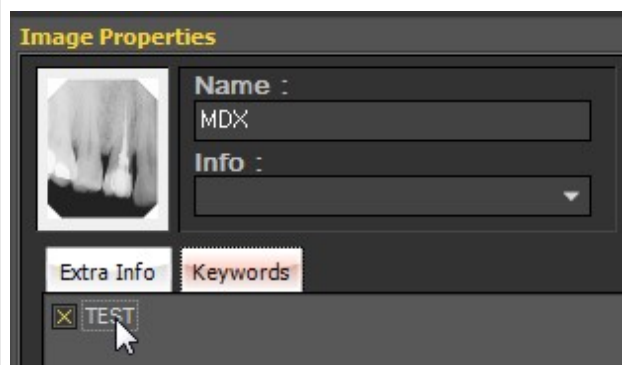 Image Properties
Name :
MDX
Info :
Extra Info Keywords
TEST